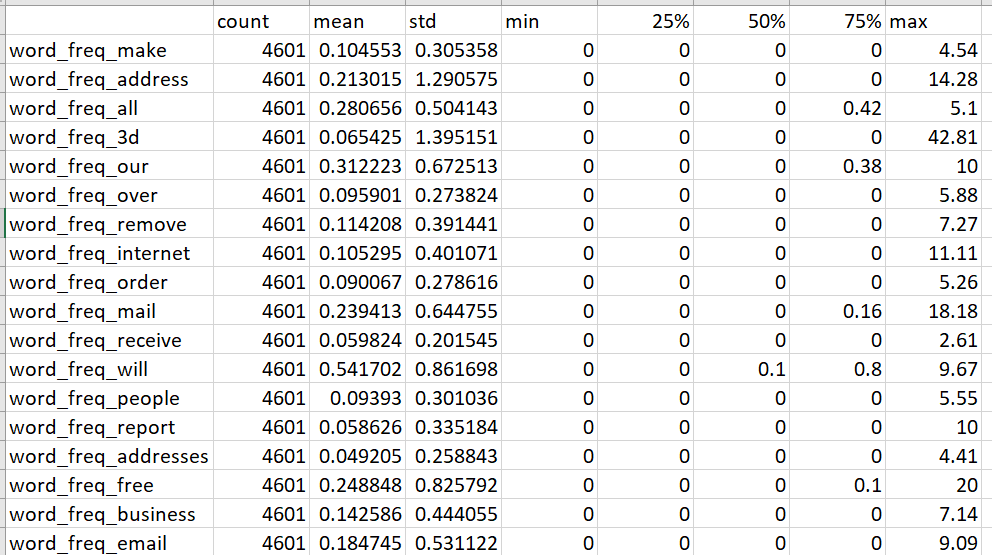 count mean std min 25% 50% 75% max
word_freq_make 4601 0.104553 0.305358 0 0 0 0 4.54
word_freq_address 4601 0.213015 1.290575 0 0 0 0 14.28
word_freq_all 4601 0.280656 0.504143 0 0 0 0.42 5.1
word_freq_3d 4601 0.065425 1.395151 0 0 0 0 42.81
word_freq_our 4601 0.312223 0.672513 0 0 0 0.38 10
word_freq_over 4601 0.095901 0.273824 0 0 0 0 5.88
word_freq_remove 4601 0.114208 0.391441 0 0 0 0 7.27
word_freq_internet 4601 0.105295 0.401071 0 0 0 0 11.11
word_freq_order 4601 0.090067 0.278616 0 0 0 0 5.26
word_freq_mail 4601 0.239413 0.644755 0 0 0 0.16 18.18
word_freq_receive 4601 0.059824 0.201545 0 0 0 0 2.61
word_freq_will 4601 0.541702 0.861698 0 0 0.1 0.8 9.67
word_freq_people 4601 0.09393 0.301036 0 0 0 0 5.55
word_freq_report 4601 0.058626 0.335184 0 0 0 0 10
word_freq_addresses 4601 0.049205 0.258843 0 0 0 0 4.41
word_freq_free 4601 0.248848 0.825792 0 0 0 0.1 20
word_freq_business 4601 0.142586 0.444055 0 0 0 0 7.14
word_freq_email 4601 0.184745 0.531122 0 0 0 0 9.09